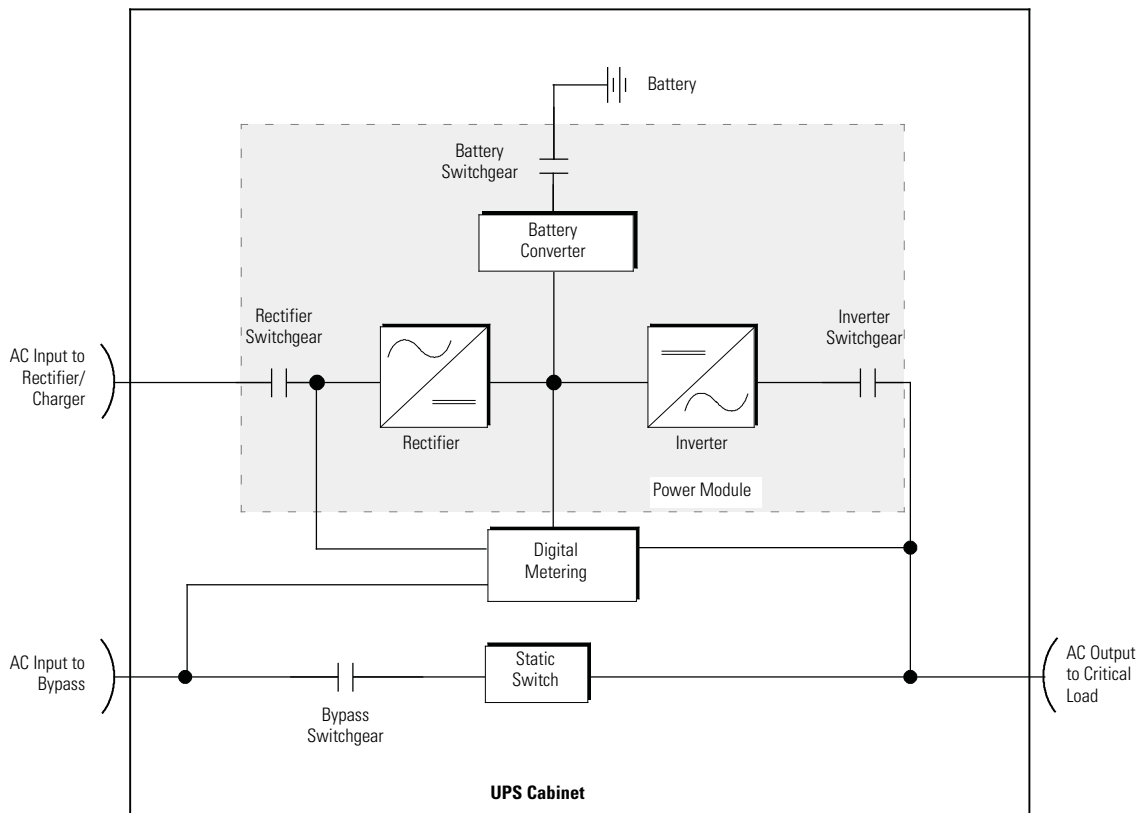 Battery
Battery
Switchgear
Battery
Converter
Rectifier
Switchgear
Inverter
Switchgear
AC Input to
Rectifier/
Charger
Rectifier
Inverter
Power Module
Digital
Metering
AC Input to
Bypass
Static
Switch
AC Output
to Critical
Load
Bypass
Switchgear
UPS Cabinet